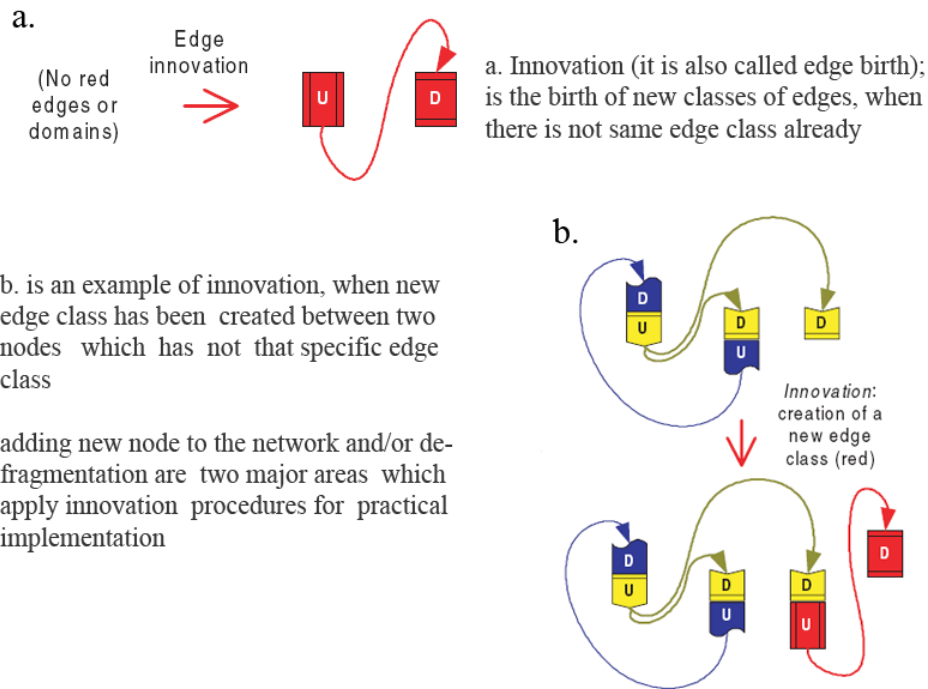 a.
(No red
edges or
domains)
Edge
innovation
U
D
a. Innovation (it is also called edge birth);
is the birth of new classes of edges, when
there is not same edge class already
b. is an example of innovation, when new
edge class has been created between two
nodes which has not that specific edge
class
adding new node to the network and/or de-
fragmentation are two major areas which
apply innovation procedures for practical
implementation
b.
D
U
D
U
D
Innovation:
creation of a
new edge
class (red)
D
U
D
U
D
U
D